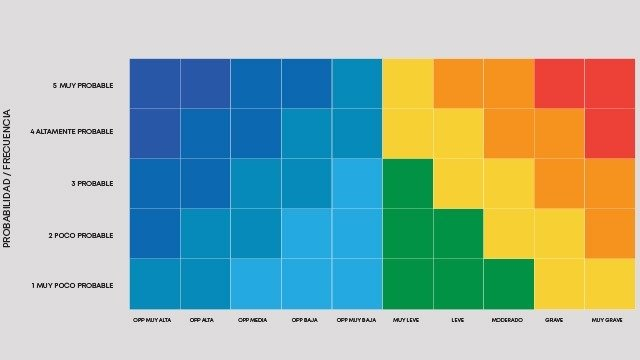 PROBABILIDAD / FRECUENCIA
5 MUY PROBABLE
4 ALTAMENTE PROBABLE
3 PROBABLE
2 POCO PROBABLE
1 MUY POCO PROBABLE
OPP MUY ALTA OPP ALTA OPP MEDIA OPP BAJA OPP MUY BAJA MUY LEVE LEVE MODERADO GRAVE MUY GRAVE